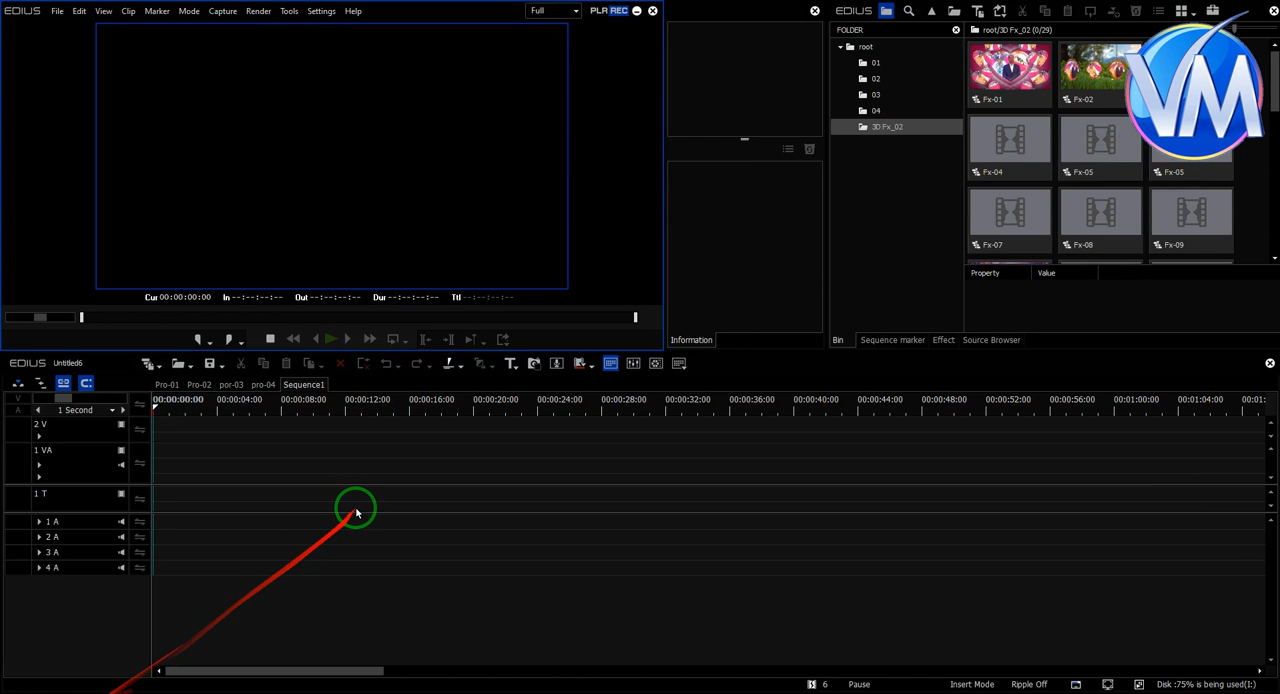 EDIUS File Edit View Clip Marker Mode Capture Render Tools Settings Help Full PLR REC
Cur 00:00:00:00 In --:--:--:-- Out --:--:--:-- Dur --:--:--:-- Ttl --:--:--:--
Information
EDIUS
FOLDER
root
01
02
03
04
3D Fx_02
root/3D Fx_02 (0/29)
Fx-01
Fx-02
VM
Fx-04
Fx-05
Fx-05
Fx-07
Fx-08
Fx-09
Property Value
Bin Sequence marker Effect Source Browser
EDIUS Untitled6
Pro-01 Pro-02 por-03 pro-04 Sequence1
V
A
1 Second
00:00:00:00 00:00:04:00 00:00:08:00 00:00:12:00 00:00:16:00 00:00:20:00 00:00:24:00 00:00:28:00 00:00:32:00 00:00:36:00 00:00:40:00 00:00:44:00 00:00:48:00 00:00:52:00 00:00:56:00 00:01:00:00 00:01:04:00 00:01:
2 V
1 VA
1 T
1 A
2 A
3 A
4 A
6 Pause Insert Mode Ripple Off Disk :75% is being used(I:)